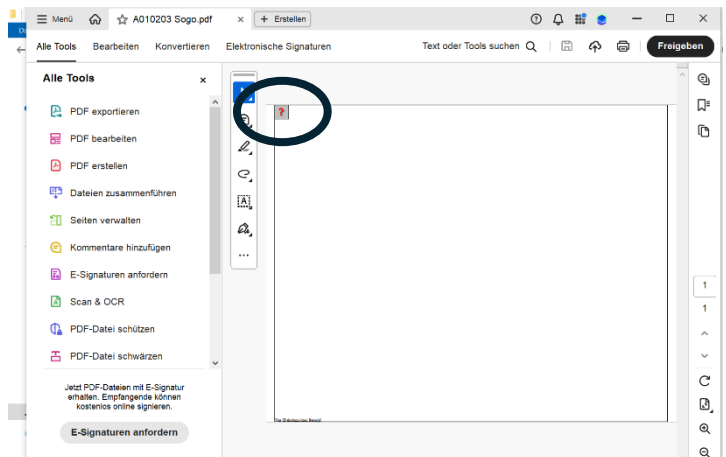 Menü
A010203 Sogo.pdf
× + Erstellen
Alle Tools Bearbeiten Konvertieren Elektronische Signaturen Text oder Tools suchen Freigeben
Alle Tools
PDF exportieren
PDF bearbeiten
PDF erstellen
Dateien zusammenführen
Seiten verwalten
Kommentare hinzufügen
E-Signaturen anfordern
Scan & OCR
PDF-Datei schützen
PDF-Datei schwärzen
Jetzt PDF-Dateien mit E-Signatur
erhalten. Empfangende können
kostenlos online signieren.
E-Signaturen anfordern
?
1
1